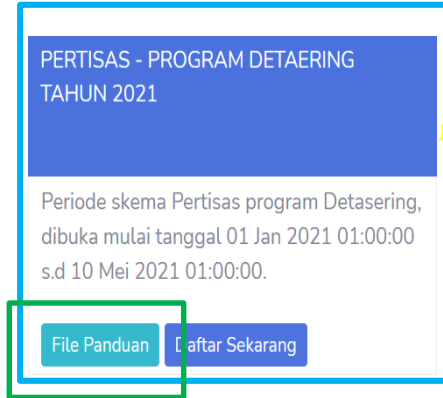 PERTISAS - PROGRAM DETAERING
TAHUN 2021
Periode skema Pertisas program Detasering,
dibuka mulai tanggal 01 Jan 2021 01:00:00
s.d 10 Mei 2021 01:00:00.
File Panduan
Daftar Sekarang